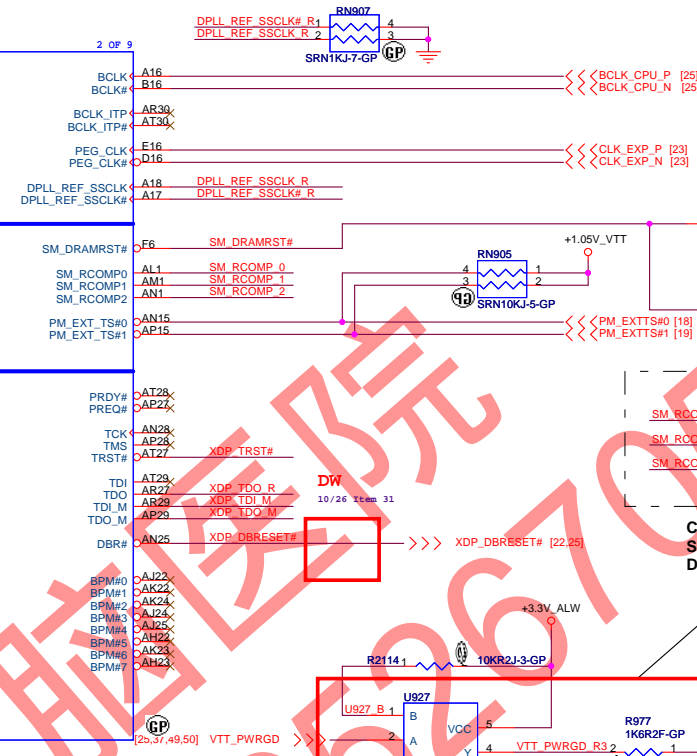 RN907
DPLL_REF_SSCLK#_R 1 4
DPLL_REF_SSCLK_R 2 3
SRN1KJ-7-GP GP
2 OF 9
BCLK A16 BCLK_CPU_P [25]
BCLK# B16 BCLK_CPU_N [25
BCLK_ITP AR30
BCLK_ITP# AT30
PEG_CLK E16 CLK_EXP_P [23]
PEG_CLK# D16 CLK_EXP_N [23]
DPLL_REF_SSCLK A18 DPLL_REF_SSCLK_R
DPLL_REF_SSCLK# A17 DPLL_REF_SSCLK#_R
SM_DRAMRST# F6 SM_DRAMRST#
+1.05V_VTT
RN905
SM_RCOMP0 AL1 SM_RCOMP_0 4 1
SM_RCOMP1 AM1 SM_RCOMP_1 3 2
SM_RCOMP2 AN1 SM_RCOMP_2
GP SRN10KJ-5-GP
PM_EXT_TS#0 AN15 PM_EXTTS#0 [18]
PM_EXT_TS#1 AP15 PM_EXTTS#1 [19]
PRDY# AT28
PREQ# AP27
SM_RCO
TCK AN28
TMS AP28
SM_RCO
TRST# AT27 XDP_TRST#
SM_RCO
TDI AT29
TDO AR27 XDP_TDO_R
TDI_M AR29 XDP_TDI_M
TDO_M AP29 XDP_TDO_M
DW
10/26 Item 31
DBR# AN25 XDP_DBRESET# XDP_DBRESET# [22,25]
C
S
D
BPM#0 AJ22
BPM#1 AK22
BPM#2 AK24
BPM#3 AJ24
BPM#4 AJ25
BPM#5 AH22
BPM#6 AK23
BPM#7 AH23
+3.3V_ALW
R2114 1 10KR2J-3-GP
U927
U927_B 1 B
VCC 5
GP
[25,37,49,50] VTT_PWRGD 2 A
Y 4 VTT_PWRGD_R3 2 1
R977
1K6R2F-GP
脑医院
52670